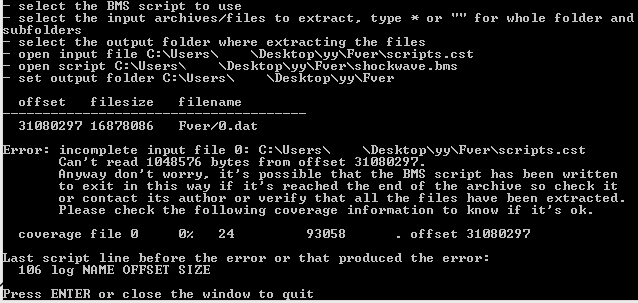 - select the BMS script to use
- select the input archives/files to extract, type * or "" for whole folder and
subfolders
- select the output folder where extracting the files
- open input file C:\Users\    \Desktop\yy\Fver\scripts.cst
- open script C:\Users\    \Desktop\yy\Fver\shockwave.bms
- set output folder C:\Users\    \Desktop\yy\Fver
offset   filesize   filename
--------------------------------------
31080297 16878086   Fver/0.dat
Error: incomplete input file 0: C:\Users\    \Desktop\yy\Fver\scripts.cst
Can't read 1048576 bytes from offset 31080297.
Anyway don't worry, it's possible that the BMS script has been written
to exit in this way if it's reached the end of the archive so check it
or contact its author or verify that all the files have been extracted.
Please check the following coverage information to know if it's ok.
coverage file 0     0%   24         93058      . offset 31080297
Last script line before the error or that produced the error:
106 log NAME OFFSET SIZE
Press ENTER or close the window to quit